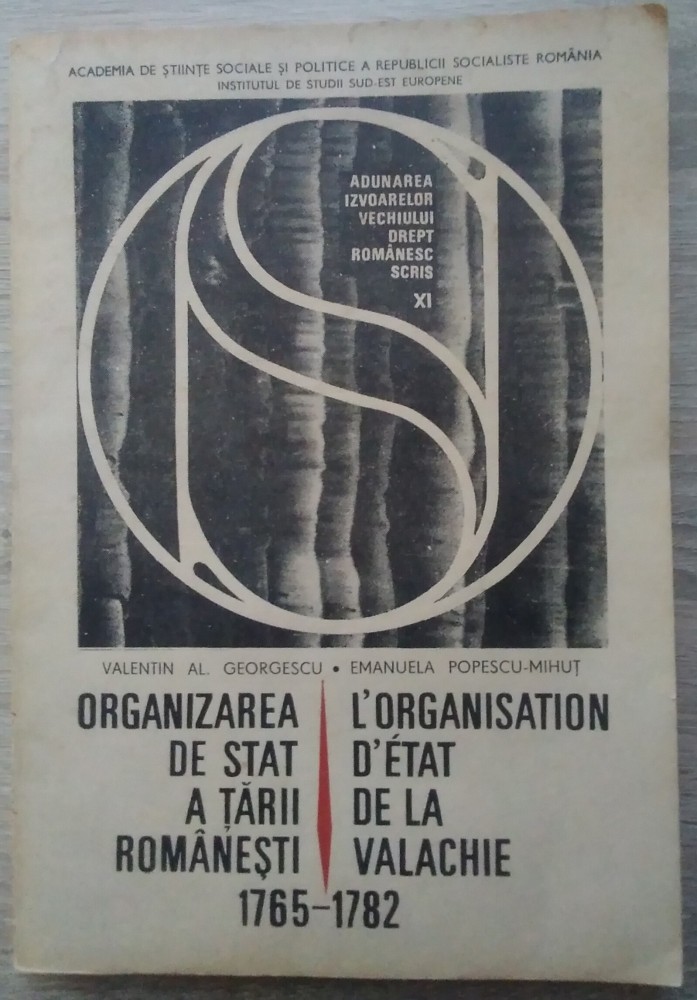 ACADEMIA DE ȘTIINȚE SOCIALE ȘI POLITICE A REPUBLICII SOCIALISTE ROMÂNIA
INSTITUTUL DE STUDII SUD-EST EUROPENE
ADUNAREA
IZVOARELOR
VECHIULUI
DREPT
ROMÂNESC
SCRIS
XI
VALENTIN AL. GEORGESCU • EMANUELA POPESCU-MIHUȚ
ORGANIZAREA
DE STAT
A ȚĂRII
ROMÂNEȘTI
L'ORGANISATION
D'ÉTAT
DE LA
VALACHIE
1765–1782